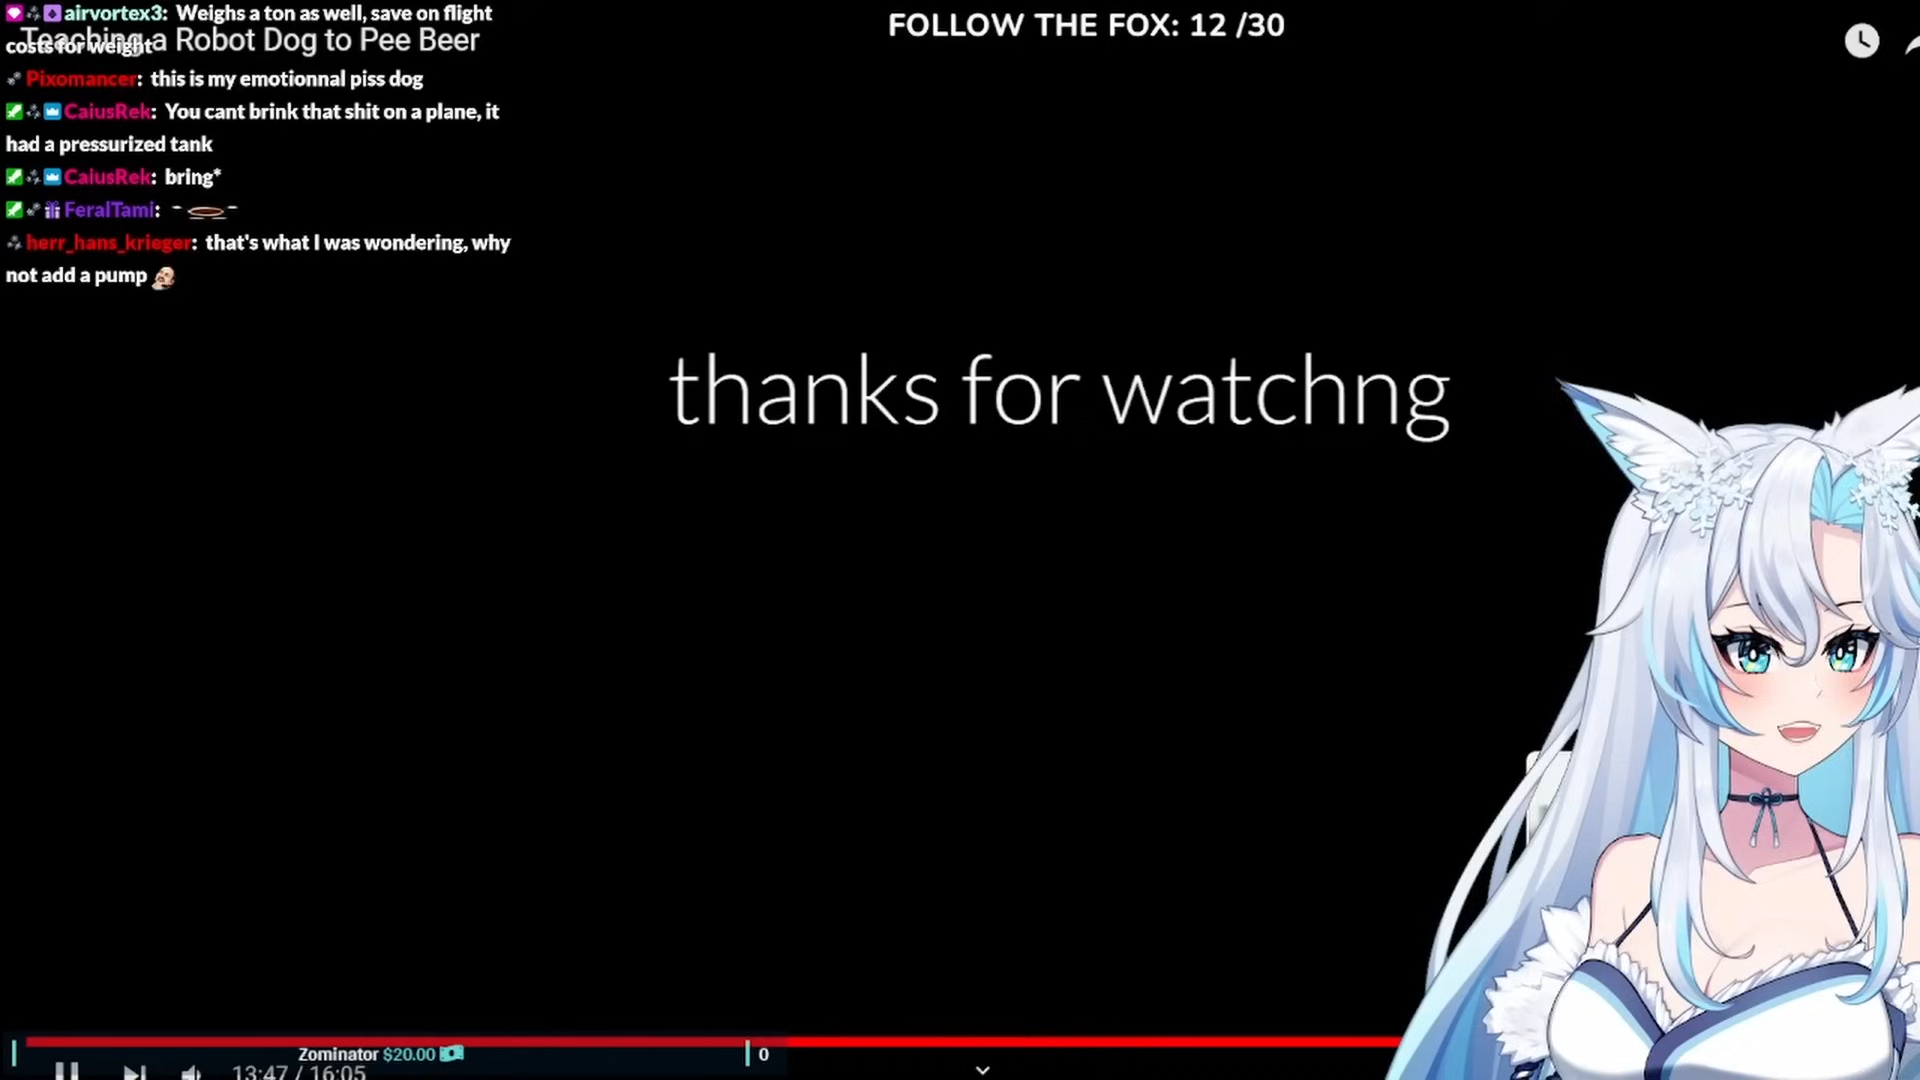 airvortex3: Weighs a ton as well, save on flight
costs for weight
Teaching a Robot Dog to Pee Beer
FOLLOW THE FOX: 12 /30
Pixomancer: this is my emotionnal piss dog
CaiusRek: You cant brink that shit on a plane, it
had a pressurized tank
CaiusRek: bring*
FeralTami:
herr_hans_krieger: that's what I was wondering, why
not add a pump
thanks for watchng
Zominator $20.00
0
13:47 / 16:05